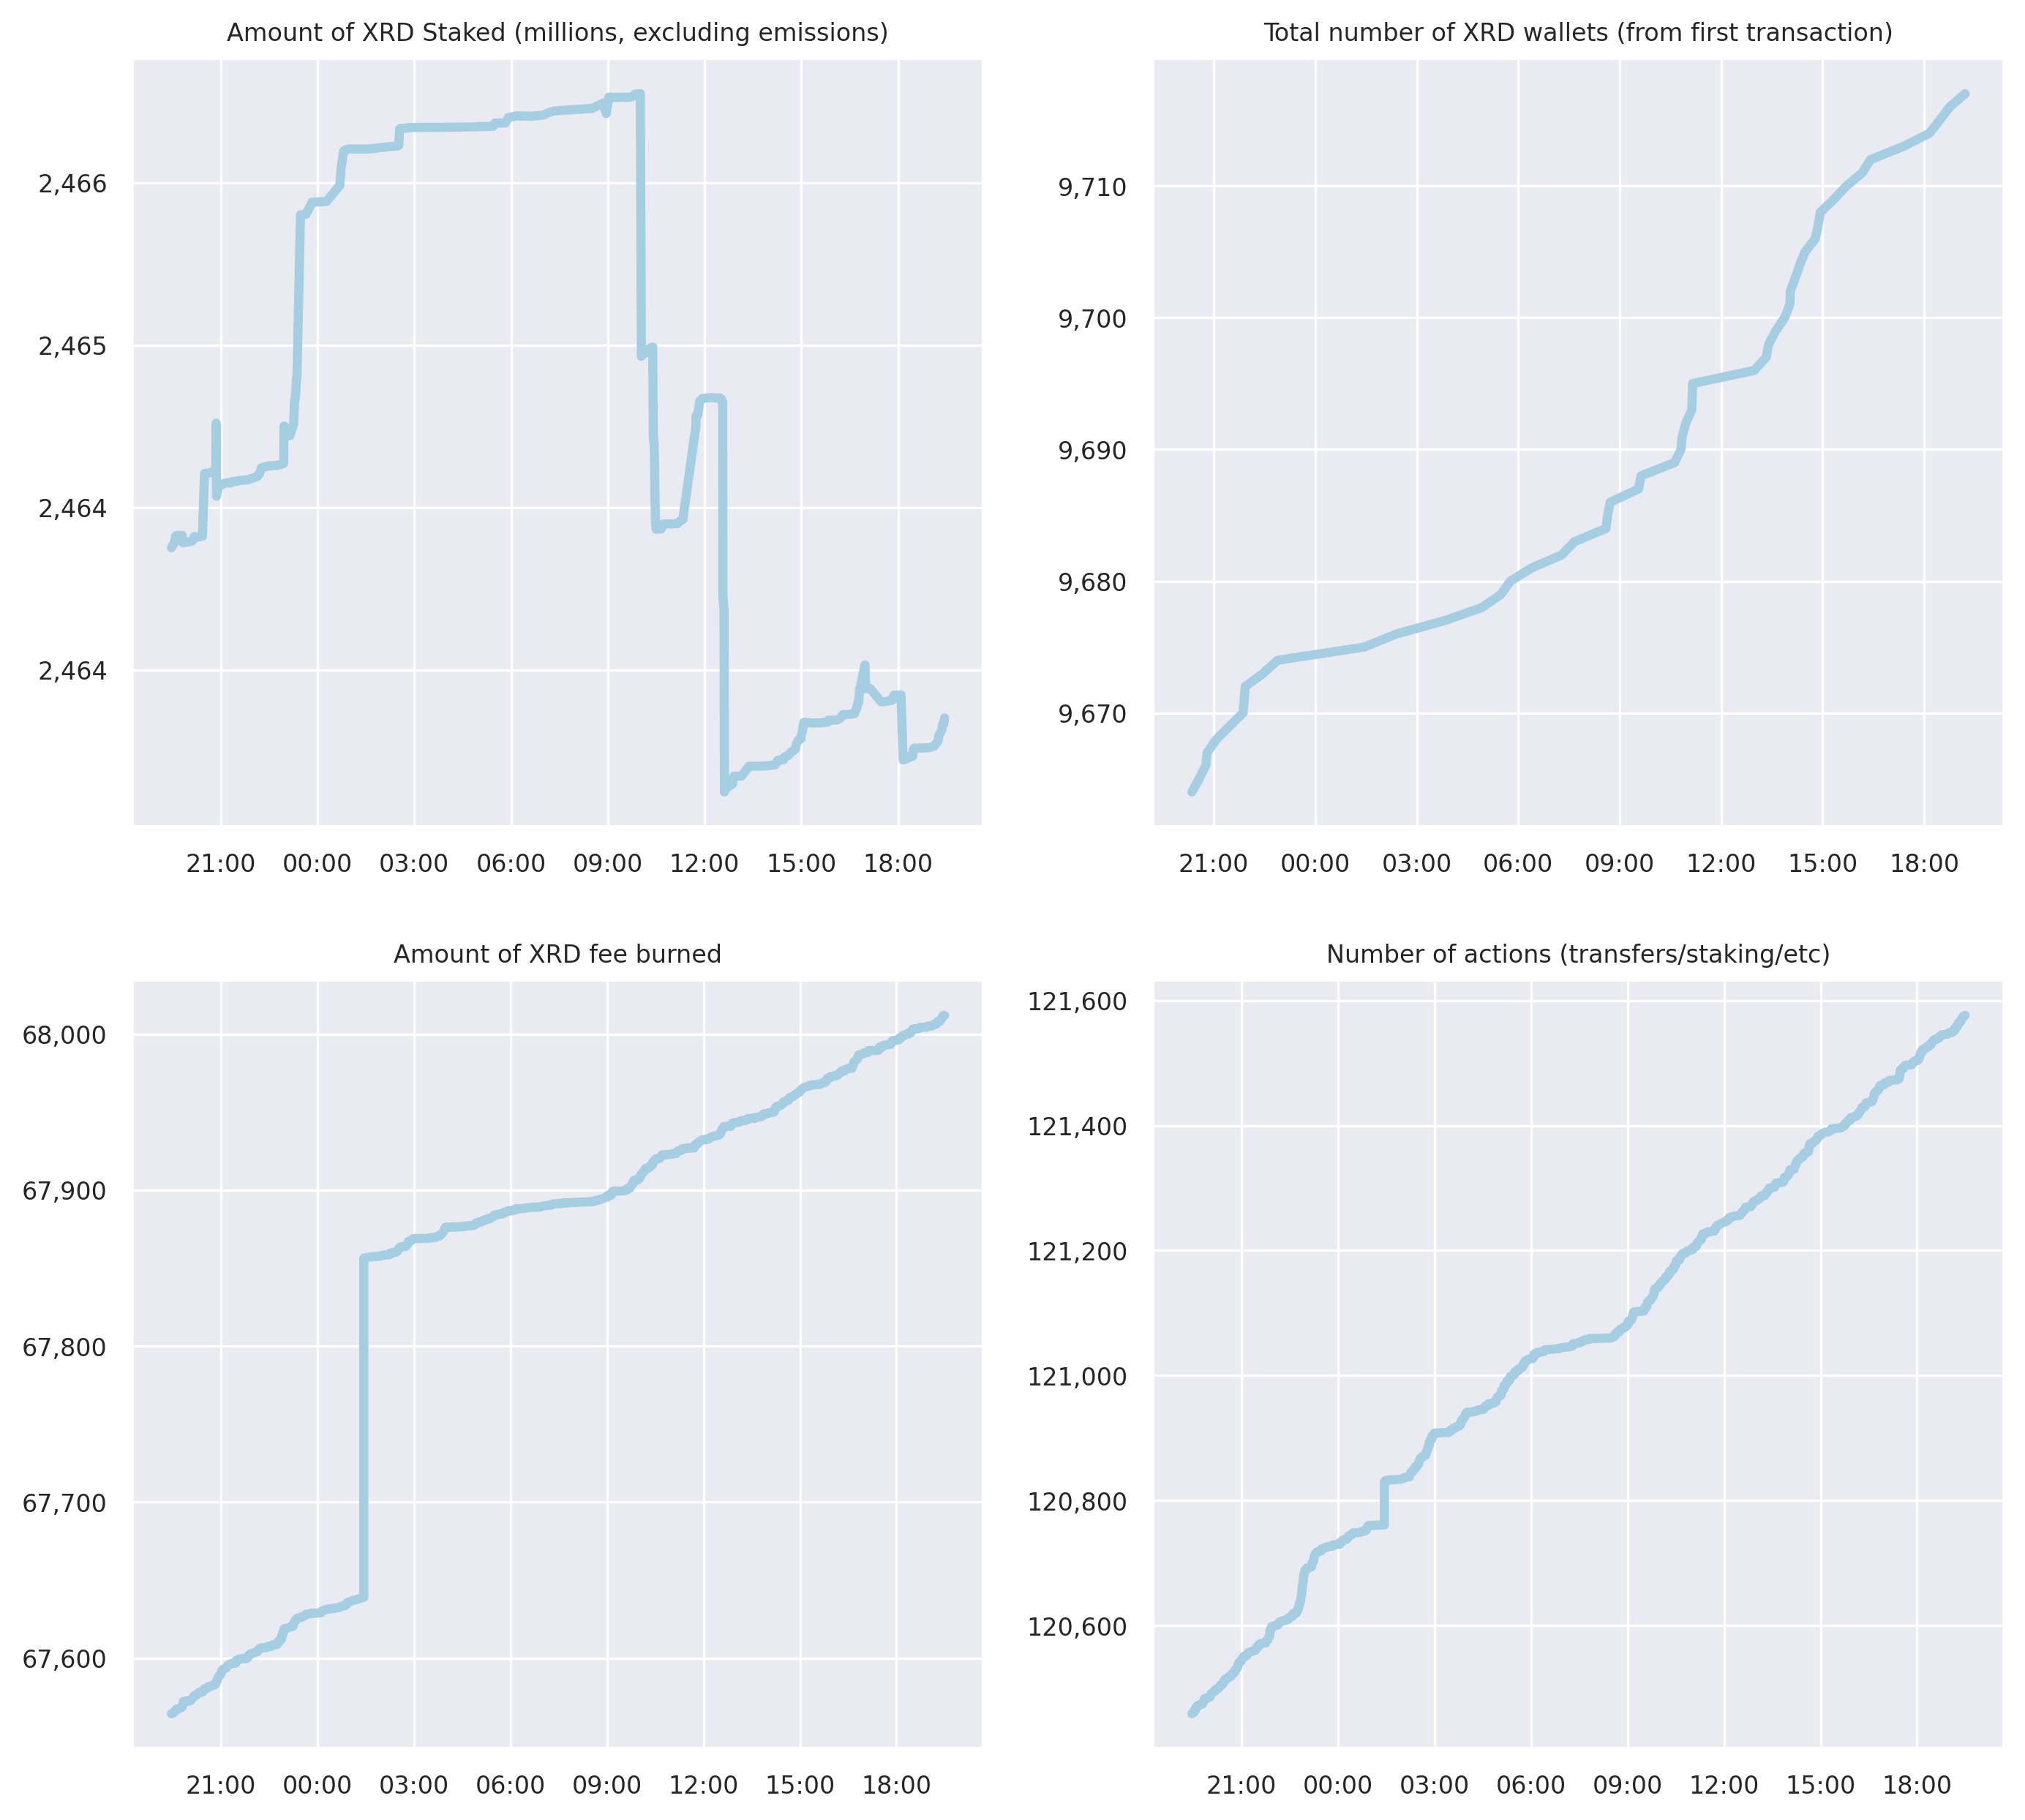 Amount of XRD Staked (millions, excluding emissions)
2,466
2,465
2,464
2,464
21:00 00:00 03:00 06:00 09:00 12:00 15:00 18:00
Total number of XRD wallets (from first transaction)
9,710
9,700
9,690
9,680
9,670
21:00 00:00 03:00 06:00 09:00 12:00 15:00 18:00
Amount of XRD fee burned
68,000
67,900
67,800
67,700
67,600
21:00 00:00 03:00 06:00 09:00 12:00 15:00 18:00
Number of actions (transfers/staking/etc)
121,600
121,400
121,200
121,000
120,800
120,600
21:00 00:00 03:00 06:00 09:00 12:00 15:00 18:00